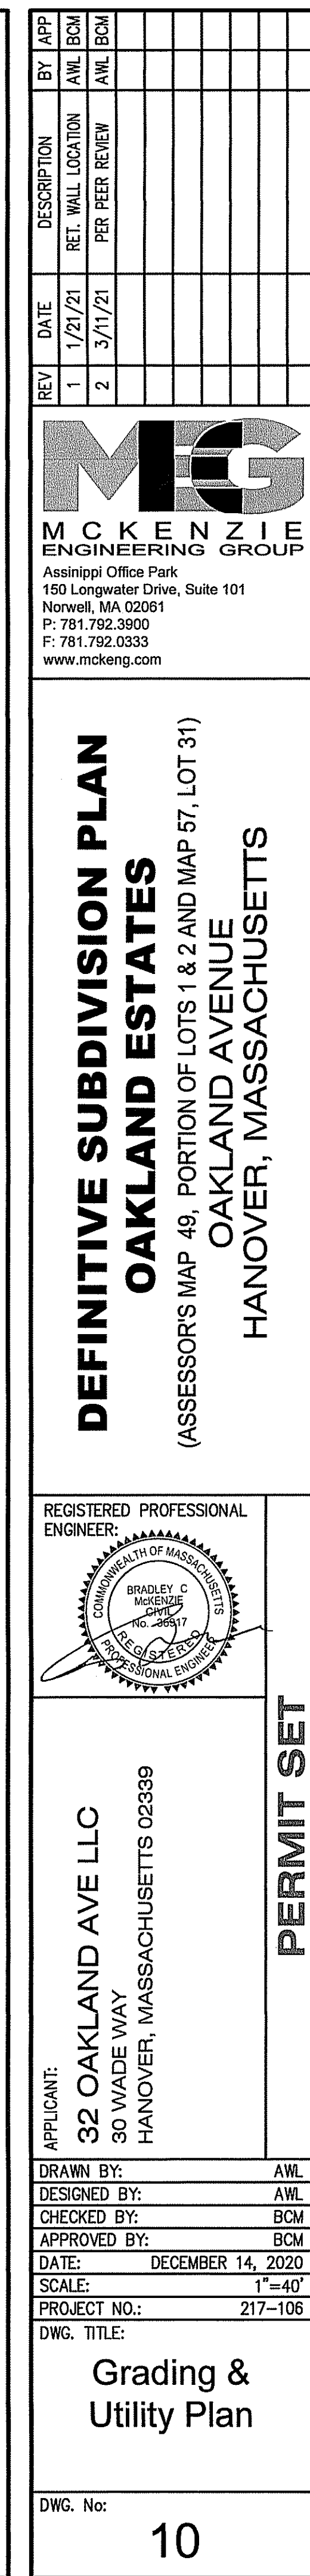 REV DATE DESCRIPTION BY APP
1 1/21/21 RET. WALL LOCATION AWL BCM
2 3/11/21 PER PEER REVIEW AWL BCM
MEG
MCKENZIE
ENGINEERING GROUP
Assinippi Office Park
150 Longwater Drive, Suite 101
Norwell, MA 02061
P: 781.792.3900
F: 781.792.0333
www.mckeng.com
DEFINITIVE SUBDIVISION PLAN
OAKLAND ESTATES
(ASSESSOR'S MAP 49, PORTION OF LOTS 1 & 2 AND MAP 57, LOT 31)
OAKLAND AVENUE
HANOVER, MASSACHUSETTS
REGISTERED PROFESSIONAL
ENGINEER:
COMMONWEALTH OF MASSACHUSETTS
BRADLEY C
McKENZIE
CIVIL
No. 36917
REGISTERED
PROFESSIONAL ENGINEER
APPLICANT:
32 OAKLAND AVE LLC
30 WADE WAY
HANOVER, MASSACHUSETTS 02339
PERMIT SET
DRAWN BY: AWL
DESIGNED BY: AWL
CHECKED BY: BCM
APPROVED BY: BCM
DATE: DECEMBER 14, 2020
SCALE: 1"=40'
PROJECT NO.: 217-106
DWG. TITLE:
Grading &
Utility Plan
DWG. No:
10